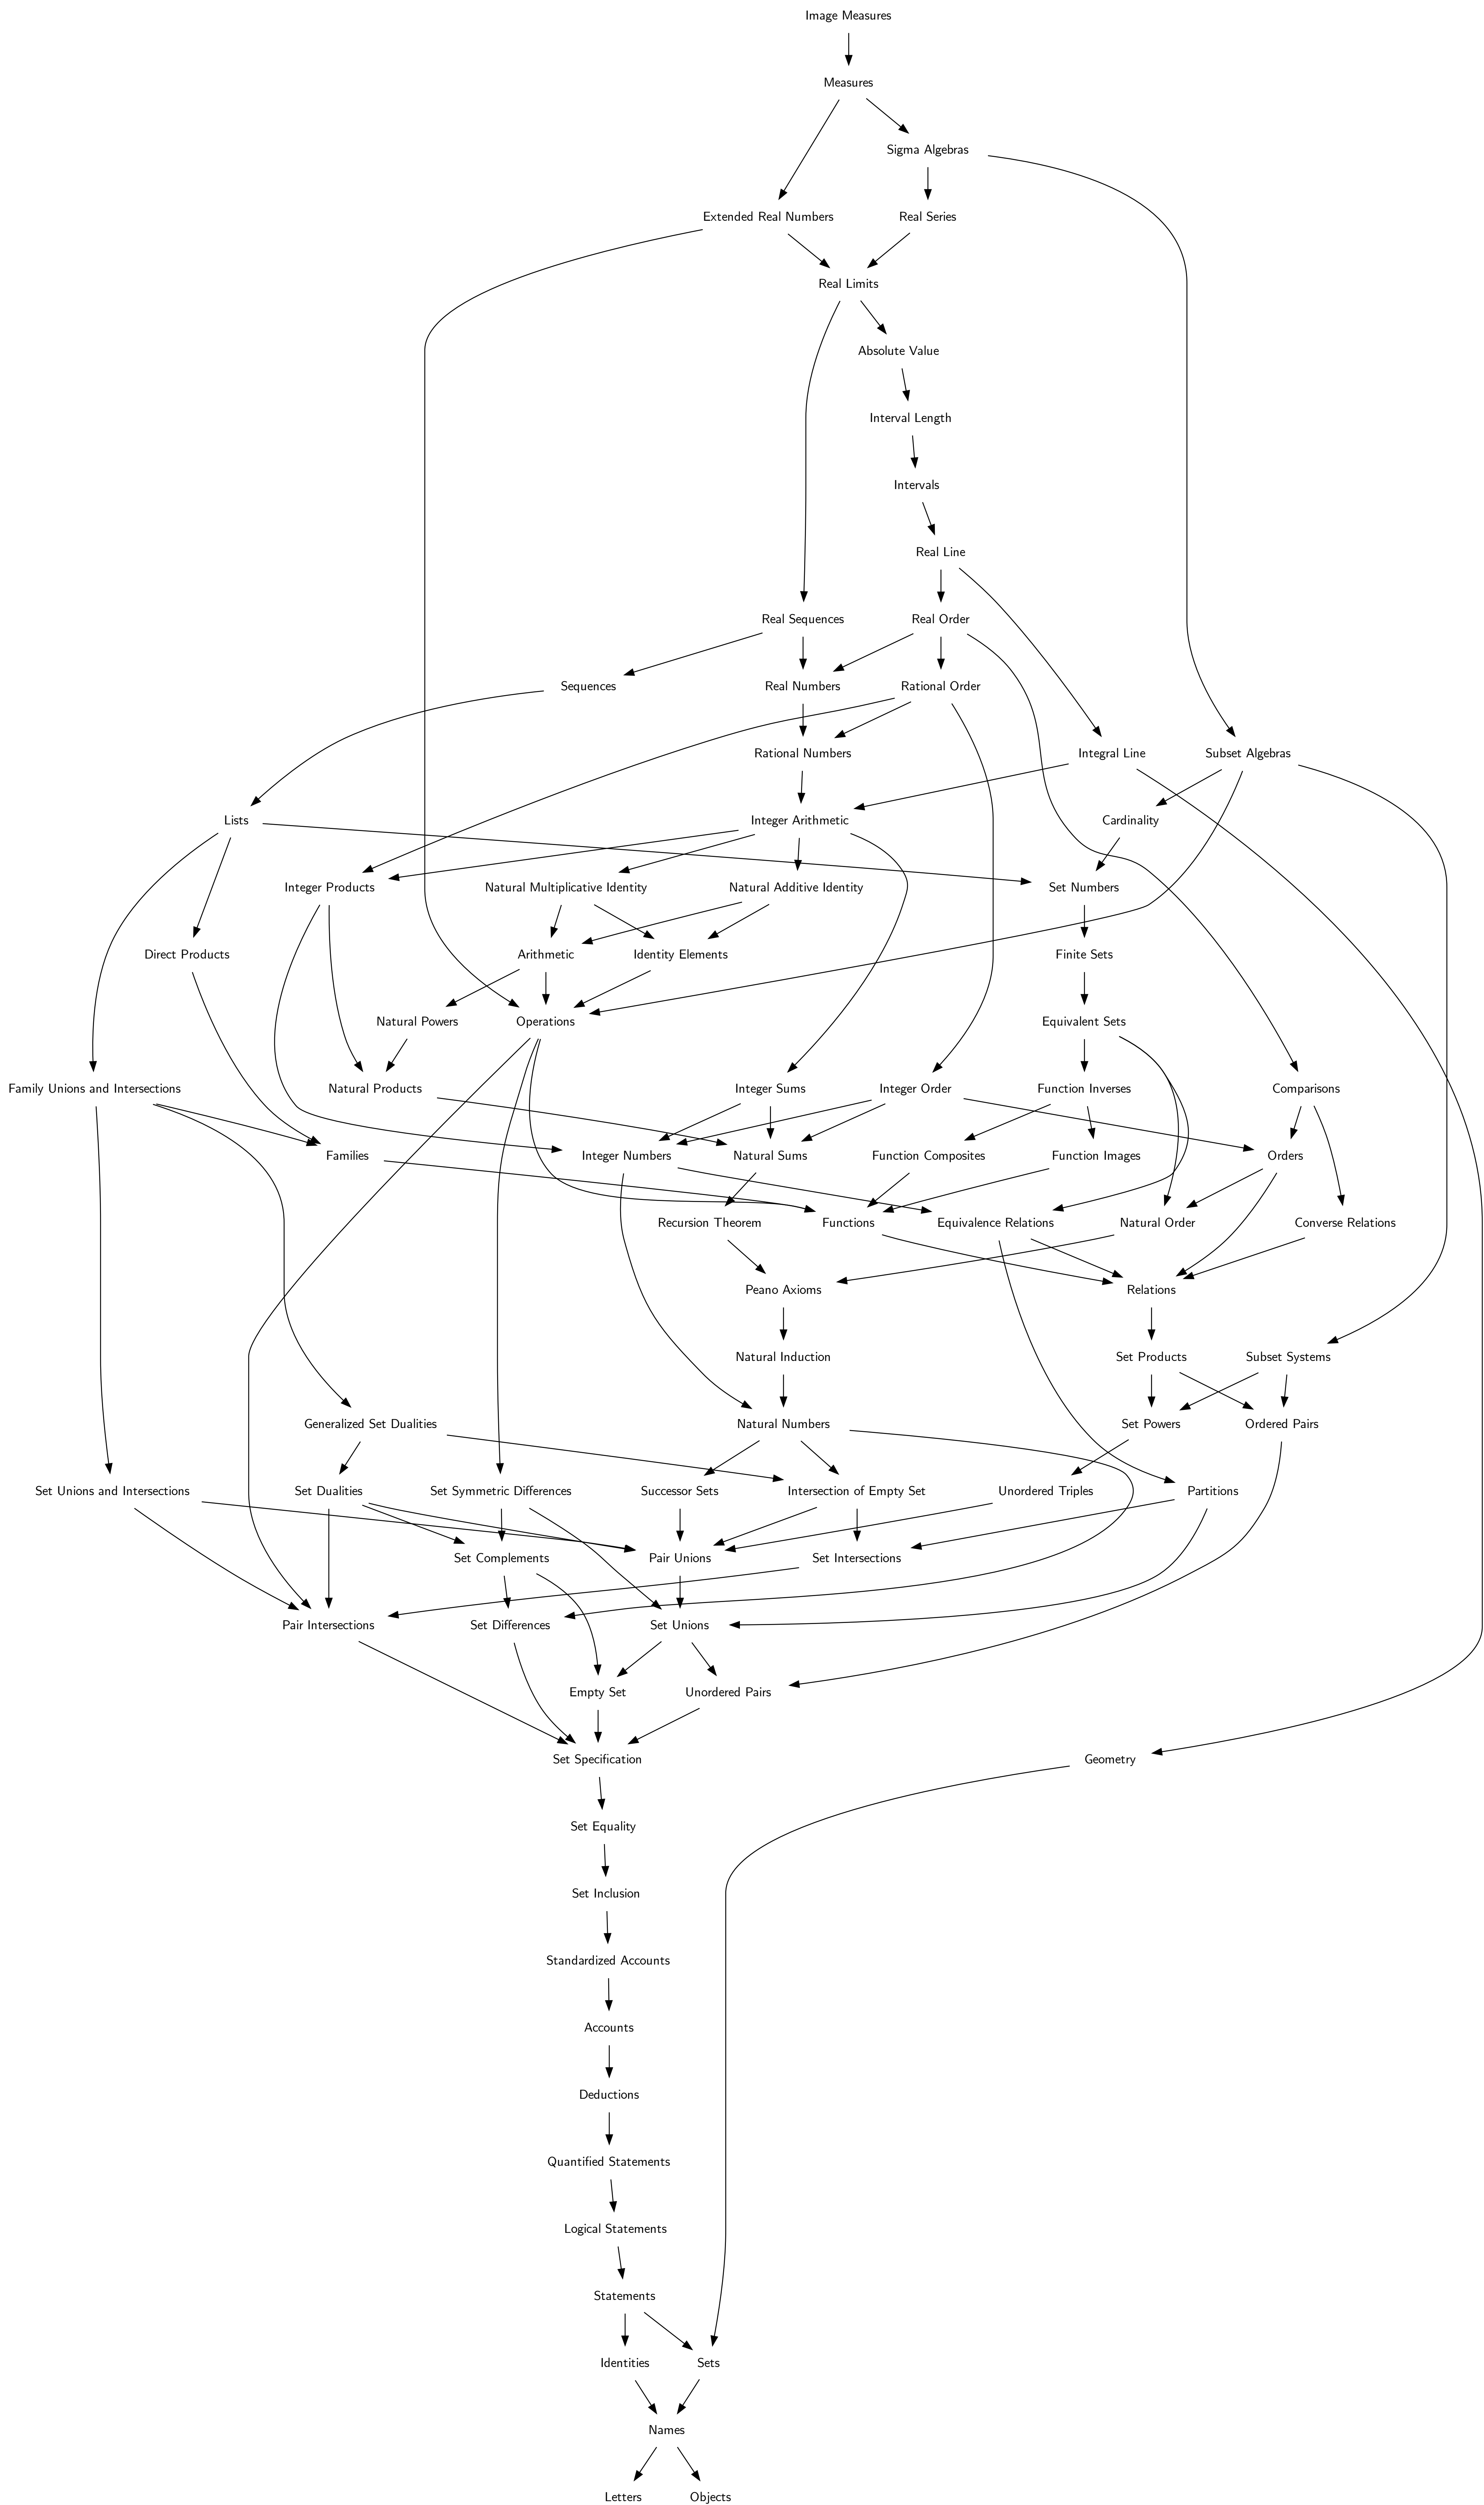 Image Measures
Measures
Sigma Algebras
Extended Real Numbers
Real Series
Real Limits
Absolute Value
Interval Length
Intervals
Real Line
Real Sequences
Real Order
Sequences
Real Numbers
Rational Order
Rational Numbers
Integral Line
Subset Algebras
Lists
Integer Arithmetic
Cardinality
Integer Products
Natural Multiplicative Identity
Natural Additive Identity
Set Numbers
Direct Products
Arithmetic
Identity Elements
Finite Sets
Natural Powers
Operations
Equivalent Sets
Family Unions and Intersections
Natural Products
Integer Sums
Integer Order
Function Inverses
Comparisons
Families
Integer Numbers
Natural Sums
Function Composites
Function Images
Orders
Recursion Theorem
Functions
Equivalence Relations
Natural Order
Converse Relations
Peano Axioms
Relations
Natural Induction
Set Products
Subset Systems
Generalized Set Dualities
Natural Numbers
Set Powers
Ordered Pairs
Set Unions and Intersections
Set Dualities
Set Symmetric Differences
Successor Sets
Intersection of Empty Set
Unordered Triples
Partitions
Set Complements
Pair Unions
Set Intersections
Pair Intersections
Set Differences
Set Unions
Empty Set
Unordered Pairs
Set Specification
Geometry
Set Equality
Set Inclusion
Standardized Accounts
Accounts
Deductions
Quantified Statements
Logical Statements
Statements
Identities
Sets
Names
Letters
Objects